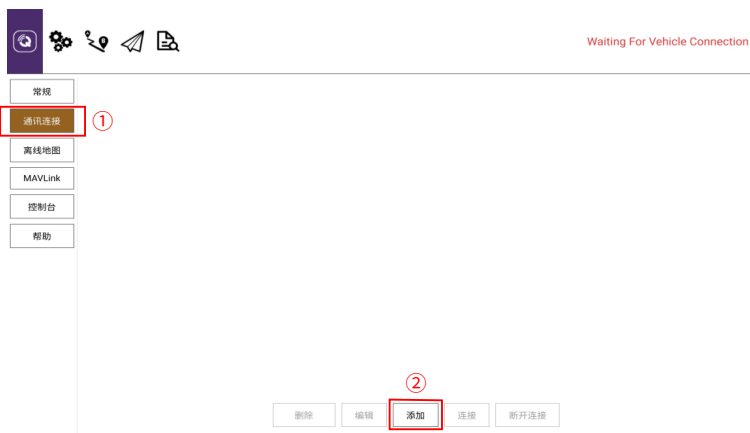 Waiting For Vehicle Connection
常规
通讯连接
①
离线地图
MAVLink
控制台
帮助
②
删除
编辑
添加
连接
断开连接